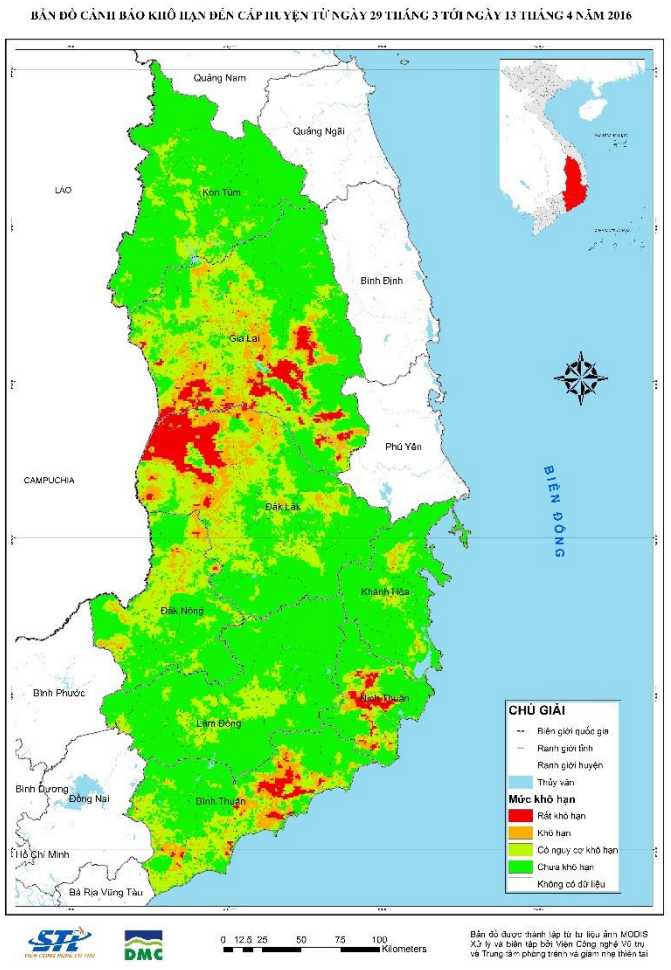 BẢN ĐỒ CẢNH BÁO KHÔ HẠN ĐẾN CẤP HUYỆN TỪ NGÀY 29 THÁNG 3 TỚI NGÀY 13 THÁNG 4 NĂM 2016
Quảng Nam
Quảng Ngãi
LÀO
Kon Tum
Bình Định
Gia Lai
Phú Yên
CAMPUCHIA
BIỂN ĐÔNG
Đắk Lắk
Khánh Hòa
Đắk Nông
Bình Phước
Ninh Thuận
Lâm Đồng
Bình Dương
Đồng Nai
Bình Thuận
Hồ Chí Minh
Bà Rịa Vũng Tàu
CHÚ GIẢI
Biên giới quốc gia
Ranh giới tỉnh
Ranh giới huyện
Thủy văn
Mức khô hạn
Rất khô hạn
Khô hạn
Có nguy cơ khô hạn
Chưa khô hạn
Không có dữ liệu
STI
VIỆN CÔNG NGHỆ VŨ TRỤ
DMC
0 12.5 25 50 75 100
Kilometers
Bản đồ được thành lập từ tư liệu ảnh MODIS
Xử lý và biên tập bởi Viện Công nghệ Vũ trụ
và Trung tâm phòng tránh và giảm nhẹ thiên tai